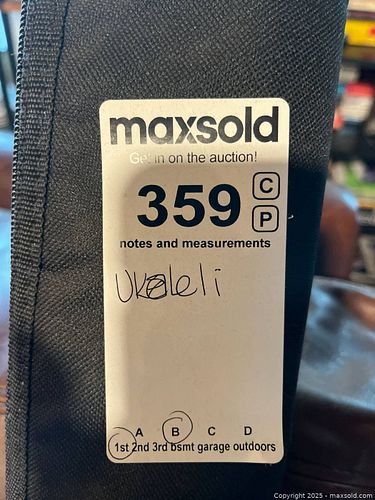 maxsold
Get in on the auction!
359 C
P
notes and measurements
Ukaleli
A B C D
1st 2nd 3rd bsmt garage outdoors
Copyright 2025 - maxsold.com